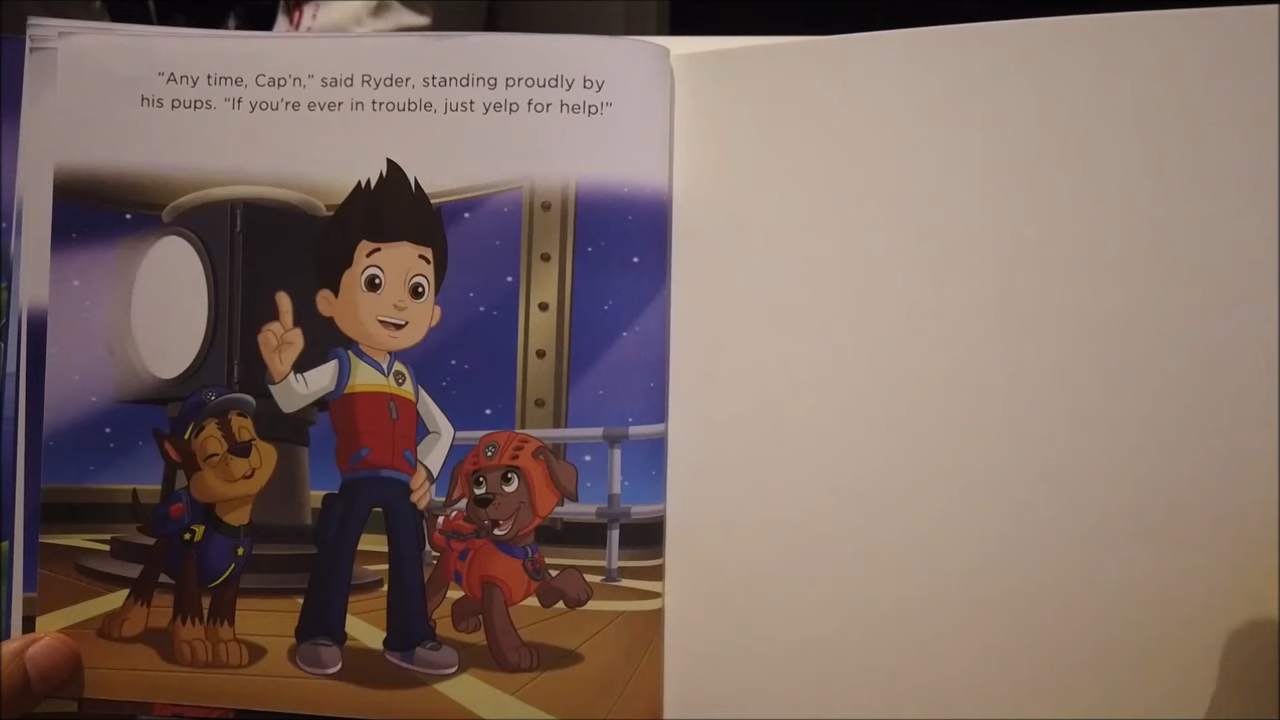 “Any time, Cap’n,” said Ryder, standing proudly by
his pups. “If you’re ever in trouble, just yelp for help!”